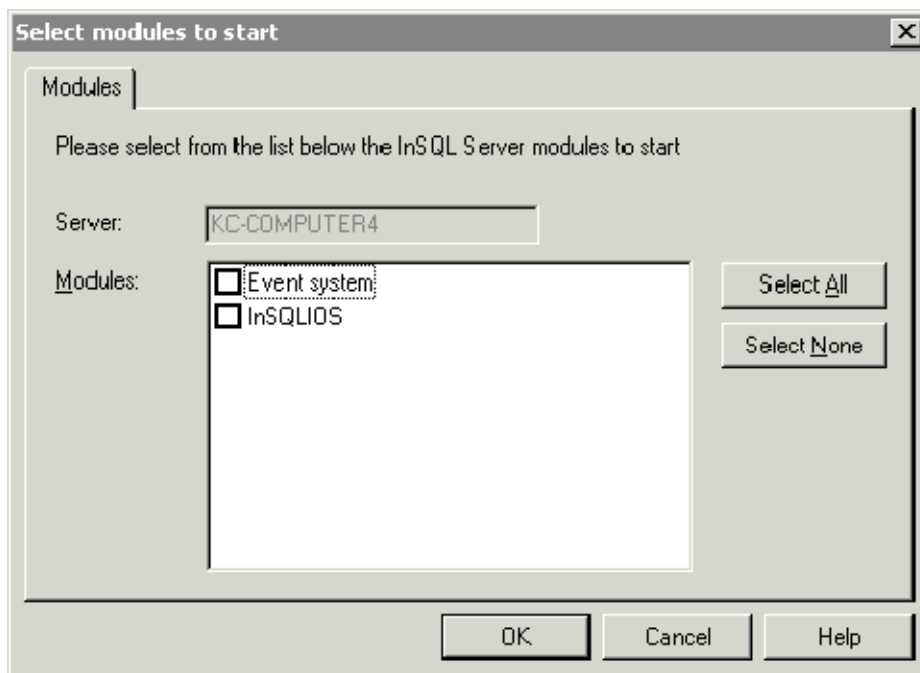 Select modules to start
Modules
Please select from the list below the InSQL Server modules to start
Server:
KC-COMPUTER4
Modules:
Event system
InSQLIOS
Select All
Select None
OK
Cancel
Help